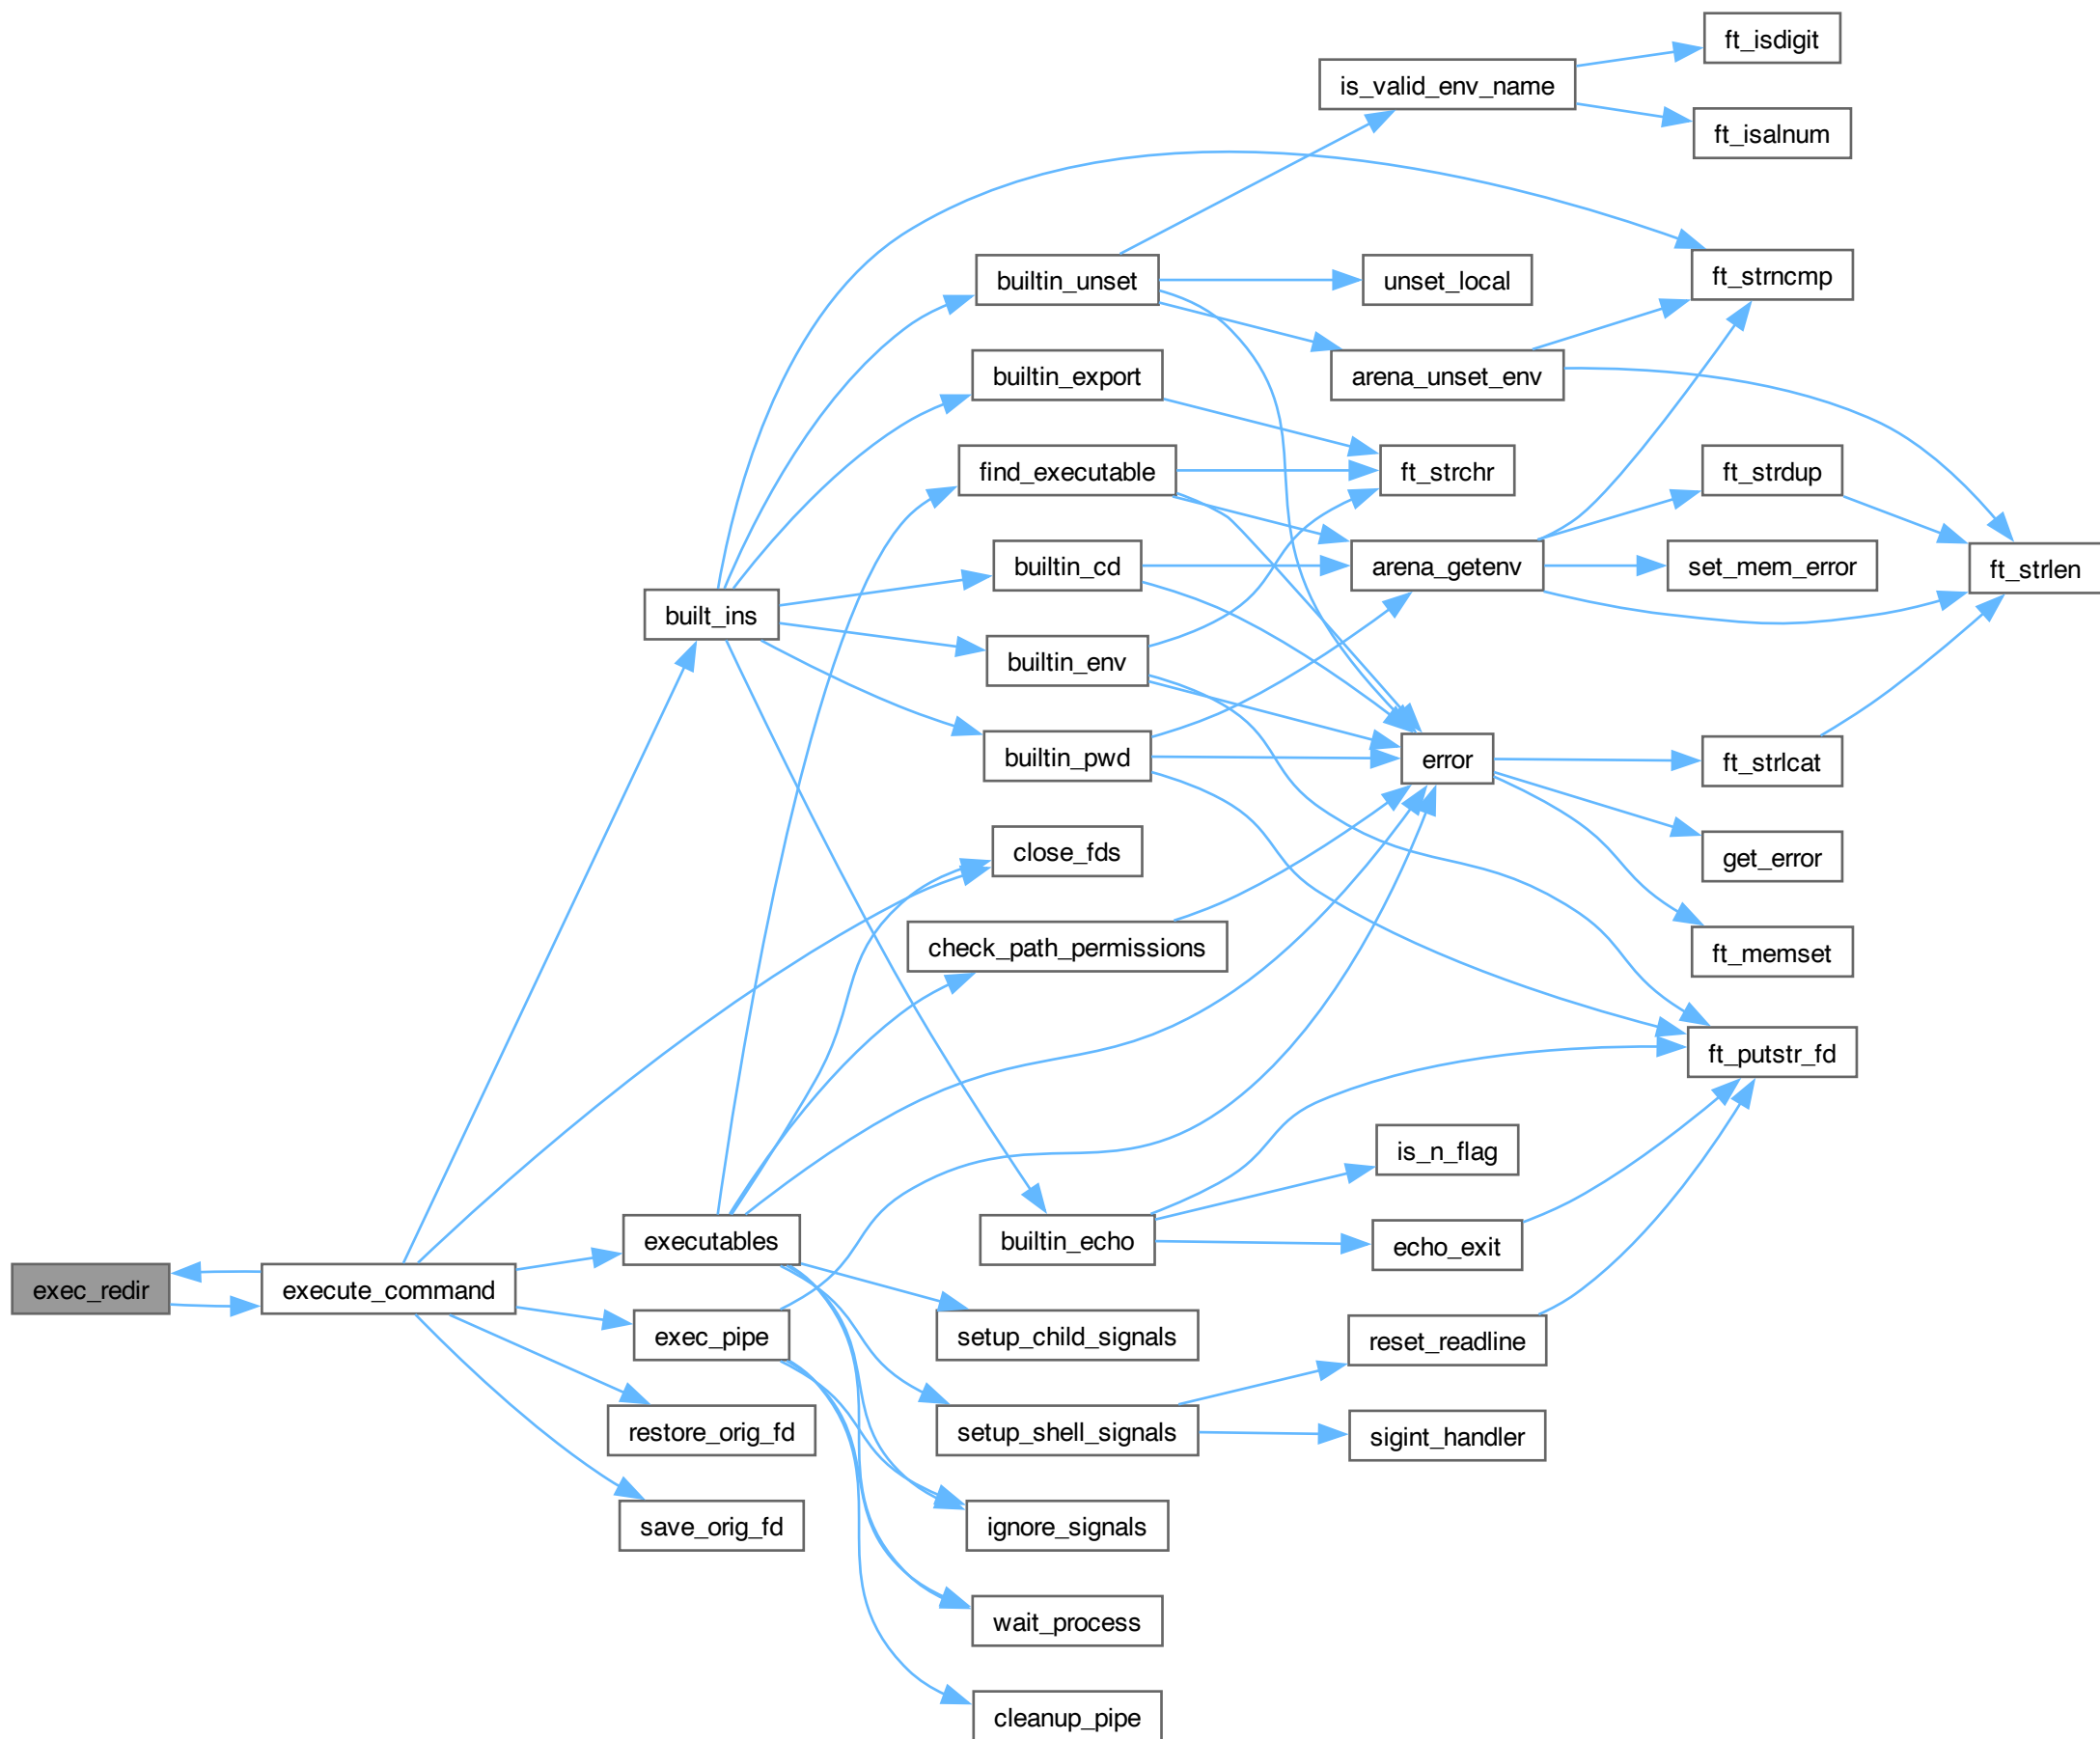 ft_isdigit
is_valid_env_name
ft_isalnum
builtin_unset
unset_local
ft_strncmp
builtin_export
arena_unset_env
find_executable
ft_strchr
ft_strdup
builtin_cd
arena_getenv
set_mem_error
ft_strlen
built_ins
builtin_env
builtin_pwd
error
ft_strlcat
close_fds
get_error
check_path_permissions
ft_memset
ft_putstr_fd
is_n_flag
executables
builtin_echo
echo_exit
exec_redir
execute_command
exec_pipe
setup_child_signals
reset_readline
restore_orig_fd
setup_shell_signals
sigint_handler
save_orig_fd
ignore_signals
wait_process
cleanup_pipe